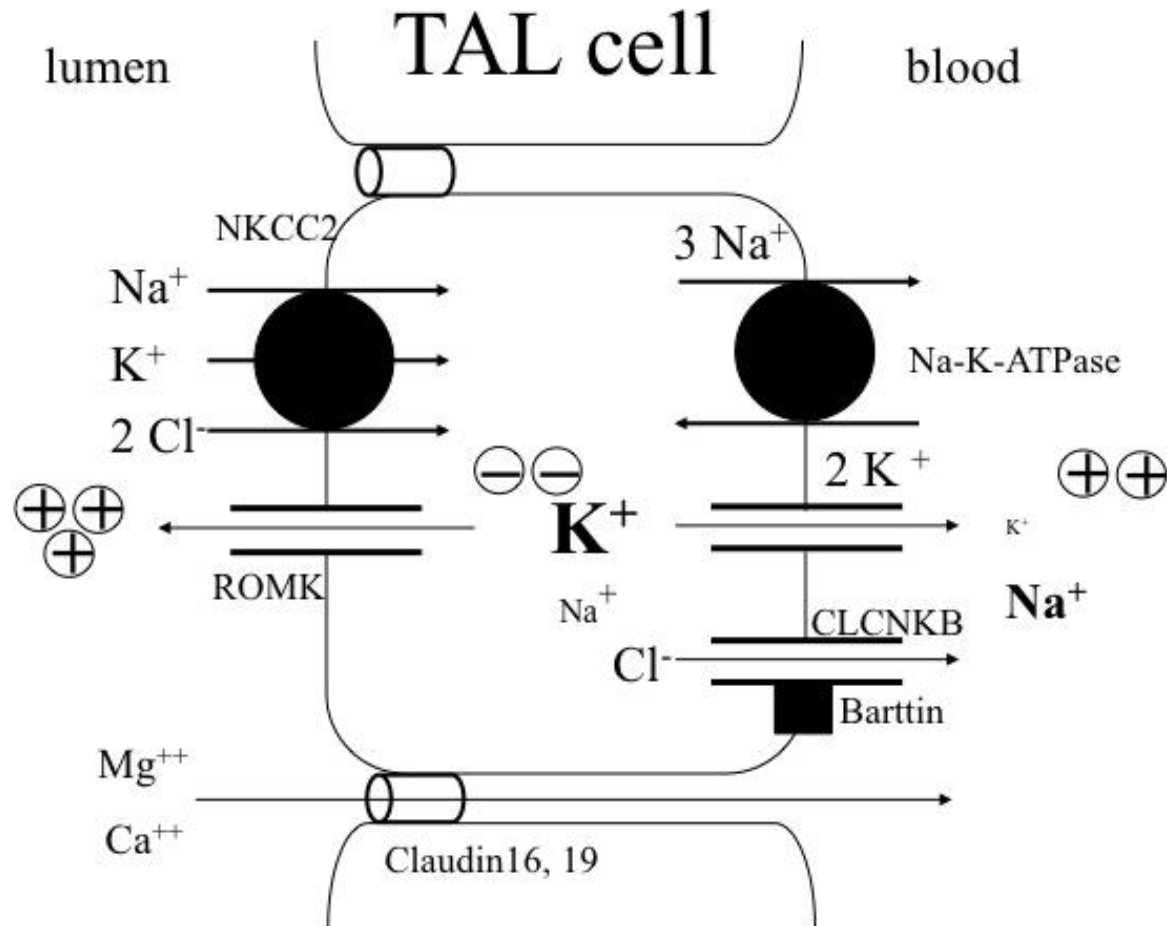 TAL cell
lumen
blood
NKCC2
3 Na⁺
Na⁺
K⁺
Na-K-ATPase
2 Cl⁻
2 K ⁺
K⁺
K⁺
ROMK
Na⁺
Na⁺
CLCNKB
Cl⁻
Barttin
Mg⁺⁺
Ca⁺⁺
Claudin16, 19